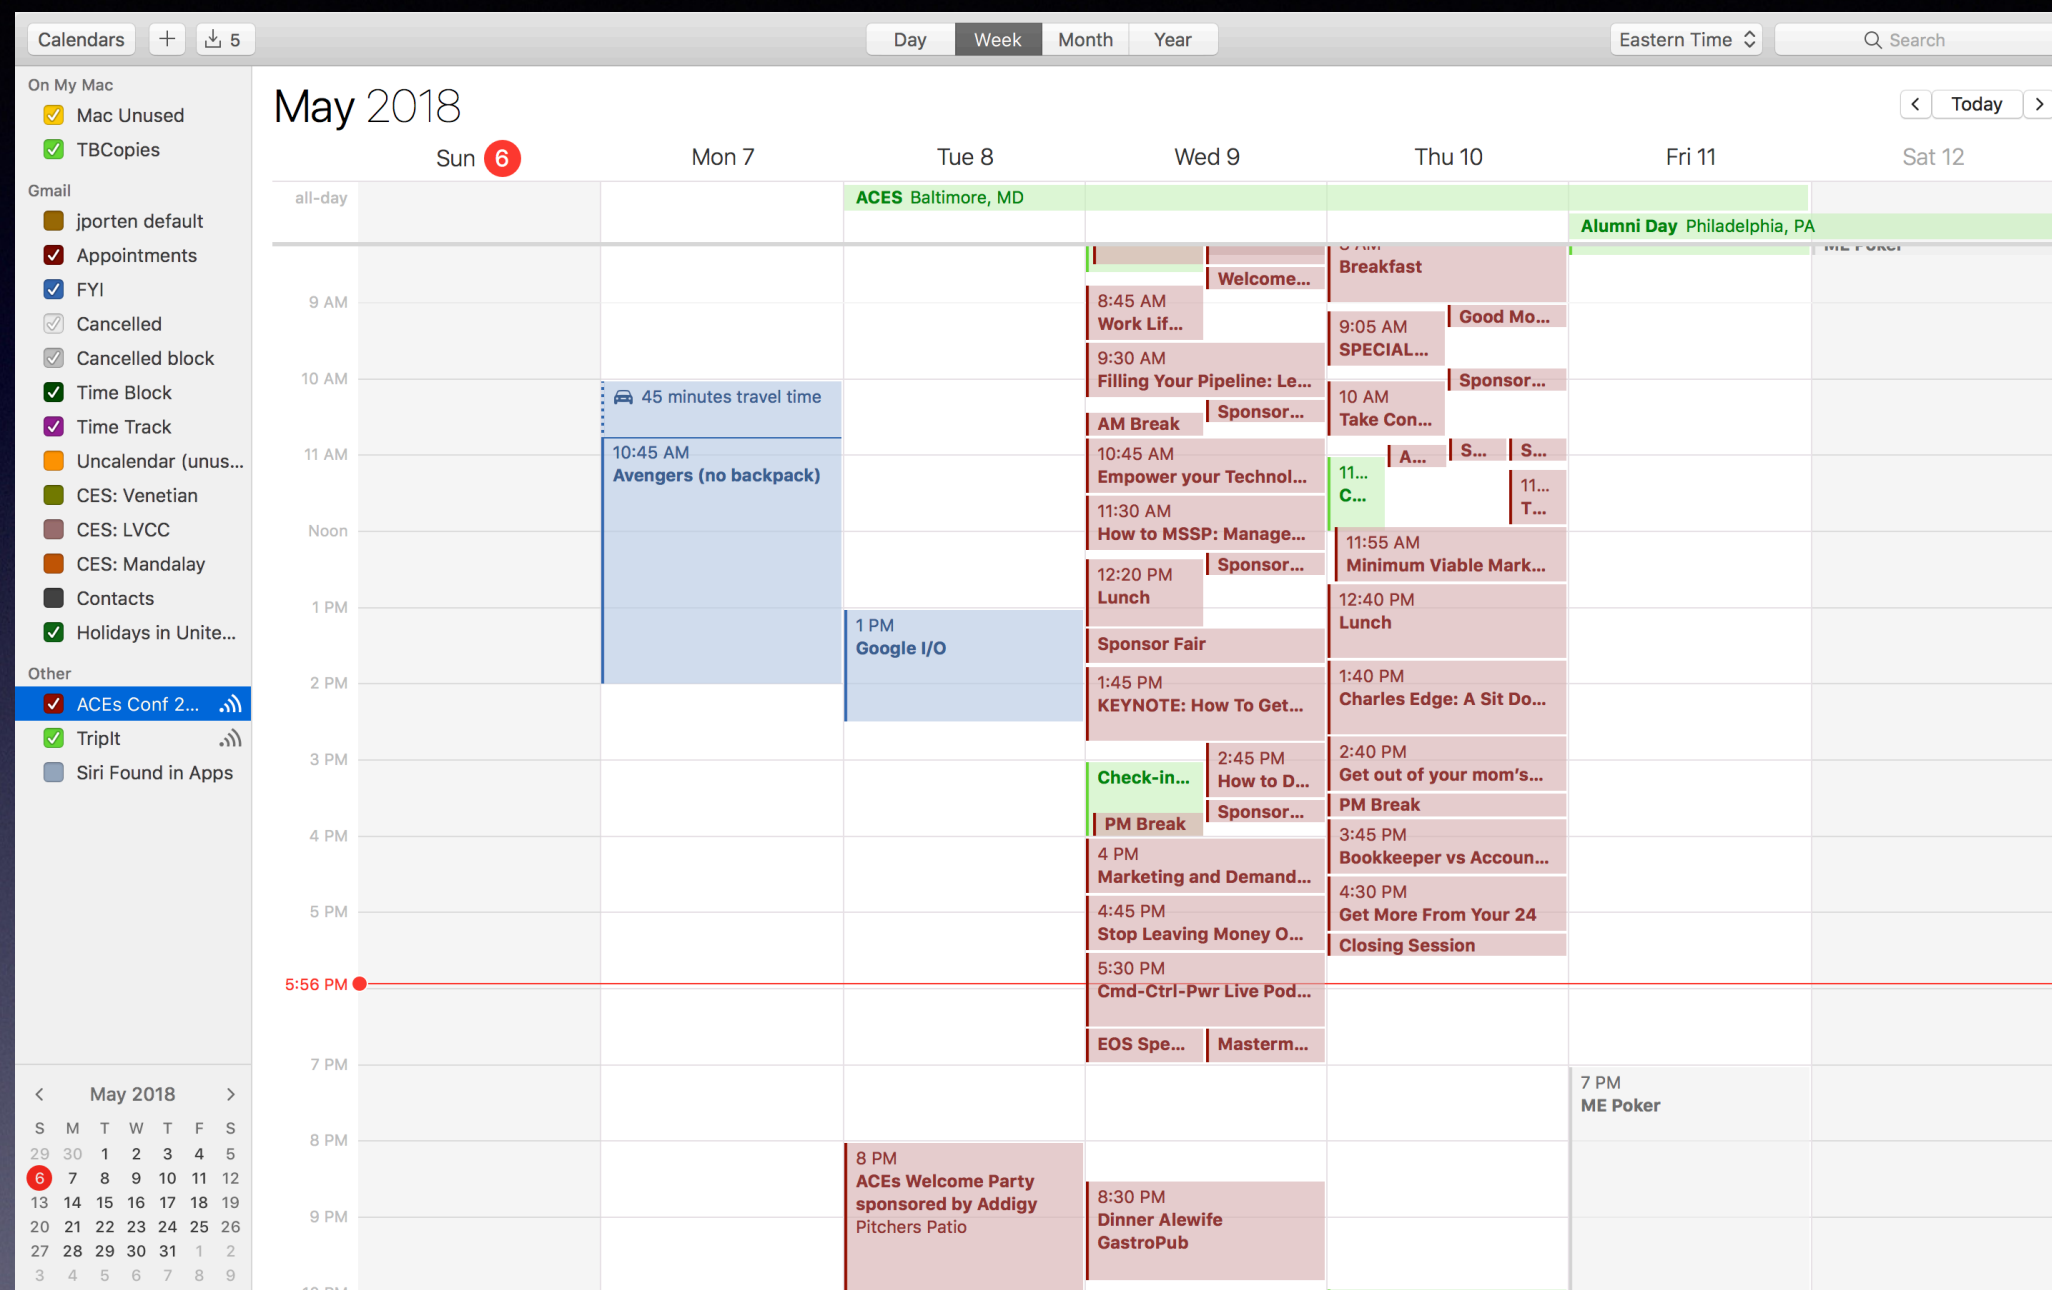 Calendars
+
5
Day
Week
Month
Year
Eastern Time
Search
On My Mac
Mac Unused
TBCopies
Gmail
jporten default
Appointments
FYI
Cancelled
Cancelled block
Time Block
Time Track
Uncalendar (unus...
CES: Venetian
CES: LVCC
CES: Mandalay
Contacts
Holidays in Unite...
Other
ACEs Conf 2...
TripIt
Siri Found in Apps
May 2018
S M T W T F S
29 30 1 2 3 4 5
6 7 8 9 10 11 12
13 14 15 16 17 18 19
20 21 22 23 24 25 26
27 28 29 30 31 1 2
3 4 5 6 7 8 9
May 2018
Today
Sun 6
Mon 7
Tue 8
Wed 9
Thu 10
Fri 11
Sat 12
all-day
ACES Baltimore, MD
Alumni Day Philadelphia, PA
9 AM
10 AM
11 AM
Noon
1 PM
2 PM
3 PM
4 PM
5 PM
5:56 PM
7 PM
8 PM
9 PM
45 minutes travel time
10:45 AM
Avengers (no backpack)
1 PM
Google I/O
8 PM
ACEs Welcome Party
sponsored by Addigy
Pitchers Patio
Welcome...
8:45 AM
Work Lif...
9:30 AM
Filling Your Pipeline: Le...
Sponsor...
AM Break
10:45 AM
Empower your Technol...
11:30 AM
How to MSSP: Manage...
Sponsor...
12:20 PM
Lunch
Sponsor Fair
1:45 PM
KEYNOTE: How To Get...
2:45 PM
How to D...
Check-in...
Sponsor...
PM Break
4 PM
Marketing and Demand...
4:45 PM
Stop Leaving Money O...
5:30 PM
Cmd-Ctrl-Pwr Live Pod...
EOS Spe...
Masterm...
8:30 PM
Dinner Alewife
GastroPub
8 AM
Breakfast
Good Mo...
9:05 AM
SPECIAL...
Sponsor...
10 AM
Take Con...
A...
S...
S...
11...
C...
11...
T...
11:55 AM
Minimum Viable Mark...
12:40 PM
Lunch
1:40 PM
Charles Edge: A Sit Do...
2:40 PM
Get out of your mom's...
PM Break
3:45 PM
Bookkeeper vs Accoun...
4:30 PM
Get More From Your 24
Closing Session
7 PM
ME Poker
ME Poker